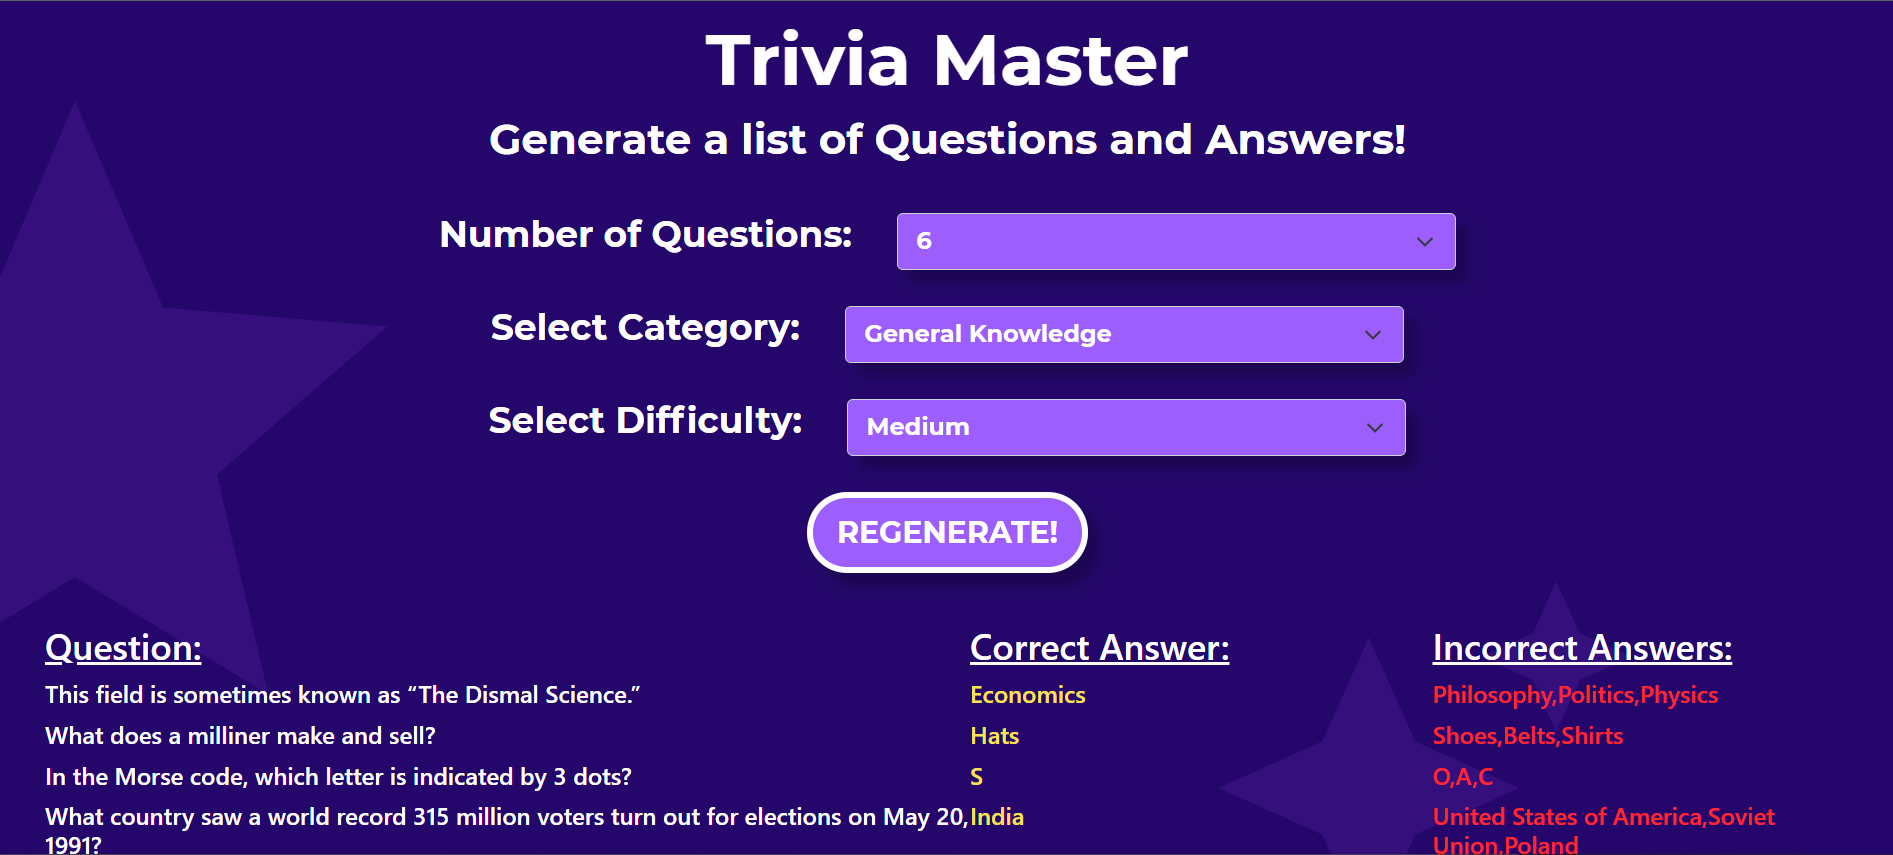 Trivia Master
Generate a list of Questions and Answers!
Number of Questions: 6
Select Category: General Knowledge
Select Difficulty: Medium
REGENERATE!
Question: Correct Answer: Incorrect Answers:
This field is sometimes known as “The Dismal Science.” Economics Philosophy,Politics,Physics
What does a milliner make and sell? Hats Shoes,Belts,Shirts
In the Morse code, which letter is indicated by 3 dots? S O,A,C
What country saw a world record 315 million voters turn out for elections on May 20, India United States of America,Soviet
1991? Union,Poland